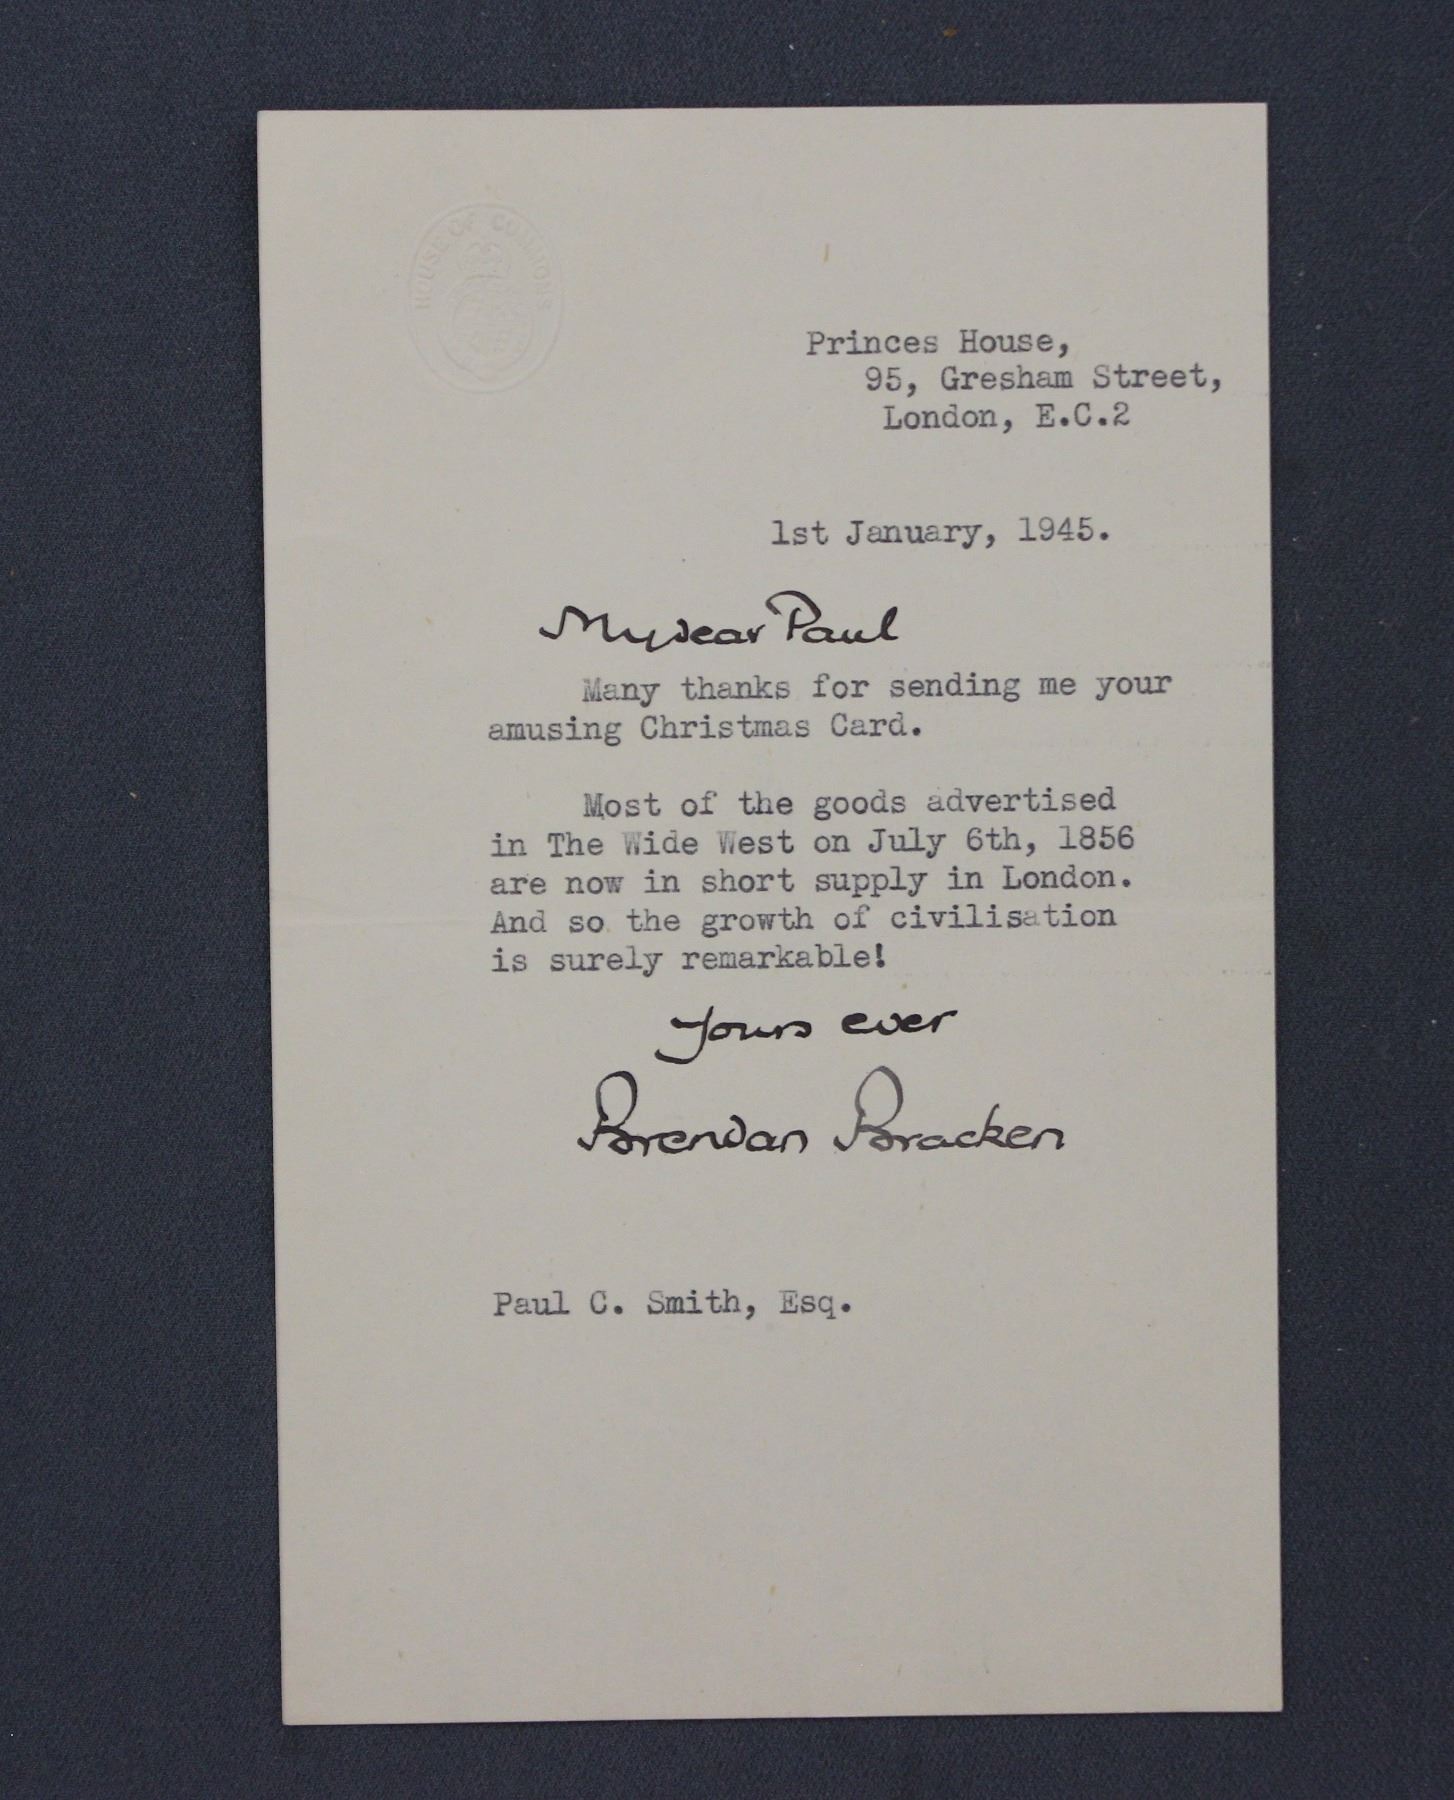 HOUSE OF COMMONS
Princes House,
95, Gresham Street,
London, E.C.2
1st January, 1945.
My dear Paul
Many thanks for sending me your
amusing Christmas Card.
Most of the goods advertised
in The Wide West on July 6th, 1856
are now in short supply in London.
And so the growth of civilisation
is surely remarkable!
Yours ever
Brendan Bracken
Paul C. Smith, Esq.